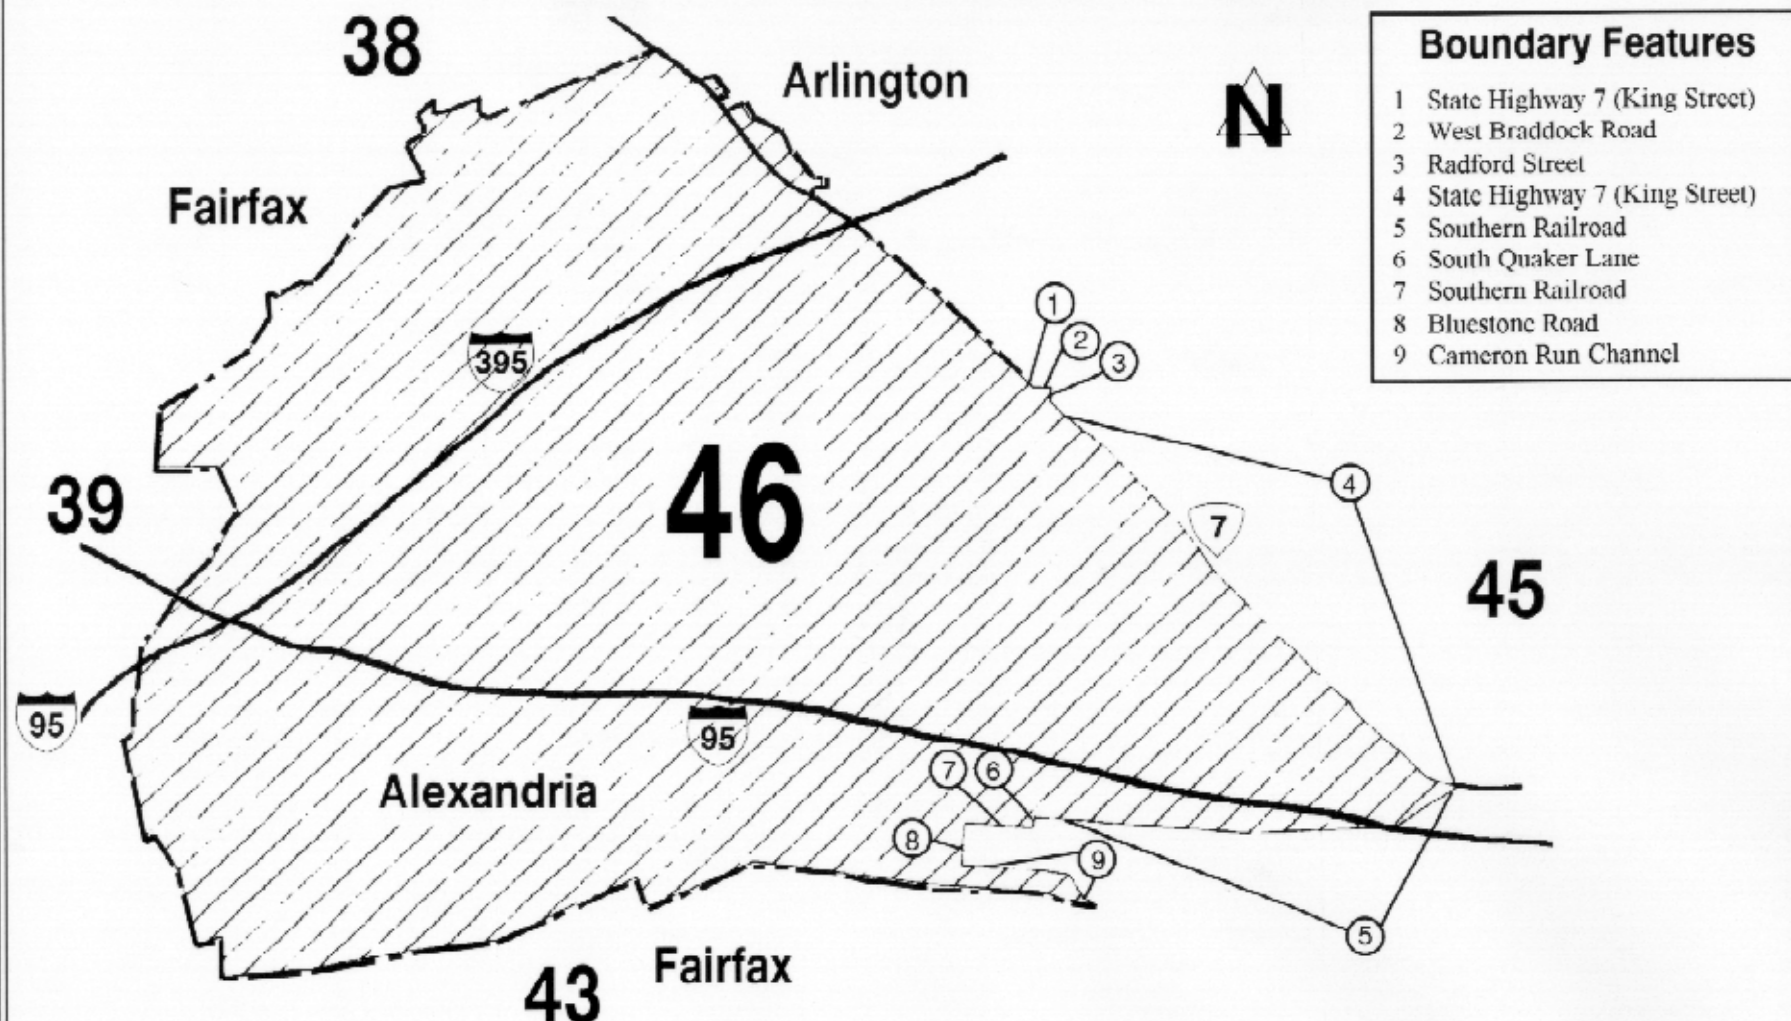 38
Arlington
N
Boundary Features
1 State Highway 7 (King Street)
2 West Braddock Road
3 Radford Street
4 State Highway 7 (King Street)
5 Southern Railroad
6 South Quaker Lane
7 Southern Railroad
8 Bluestone Road
9 Cameron Run Channel
Fairfax
1
2
3
395
46
39
4
7
45
95
95
Alexandria
7
6
8
9
5
Fairfax
43